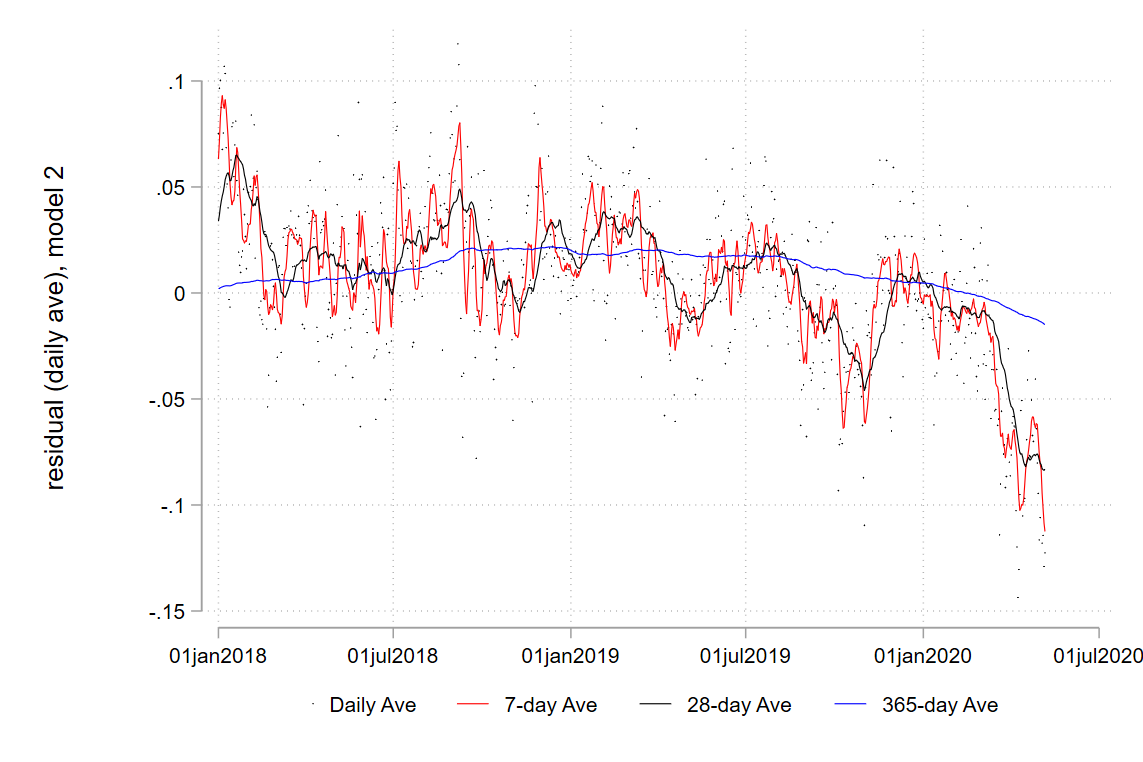 residual (daily ave), model 2
.1
.05
0
-.05
-.1
-.15
01jan2018 01jul2018 01jan2019 01jul2019 01jan2020 01jul2020
Daily Ave 7-day Ave 28-day Ave 365-day Ave